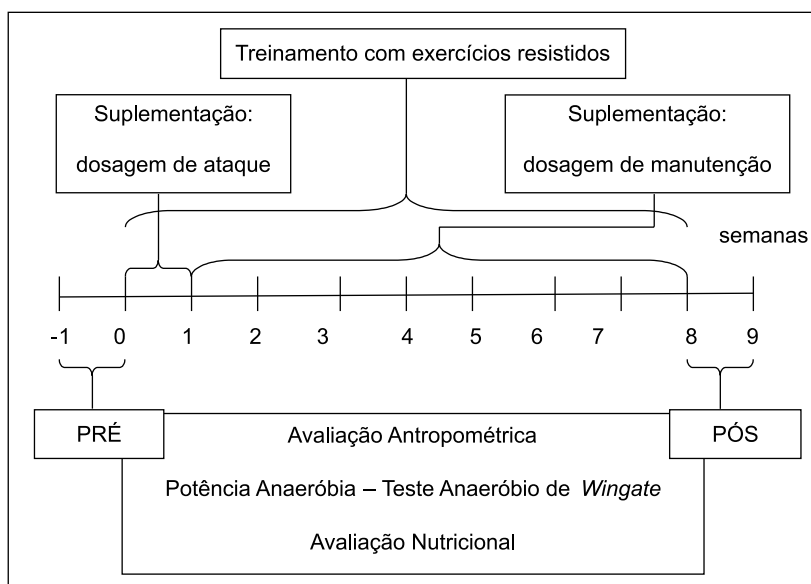 Treinamento com exercícios resistidos
Suplementação:
dosagem de ataque
Suplementação:
dosagem de manutenção
semanas
-1 0 1 2 3 4 5 6 7 8 9
PRÉ
Avaliação Antropométrica
PÓS
Potência Anaeróbia – Teste Anaeróbio de Wingate
Avaliação Nutricional